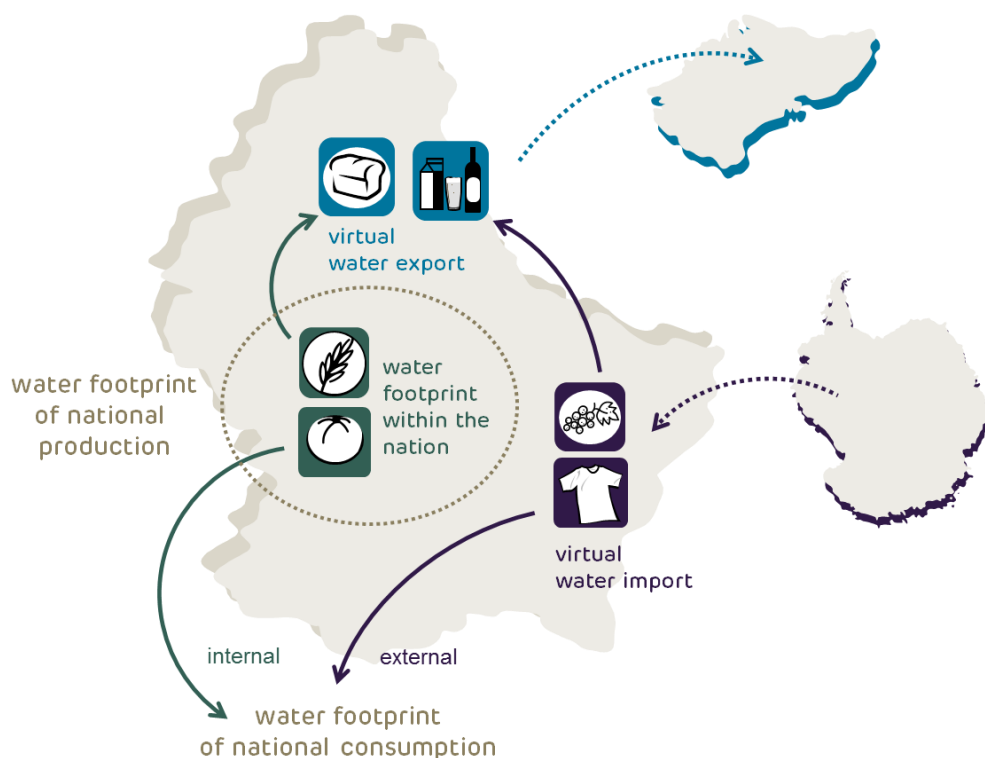 virtual
water export
water
footprint
within the
nation
water footprint
of national
production
virtual
water import
internal
external
water footprint
of national consumption